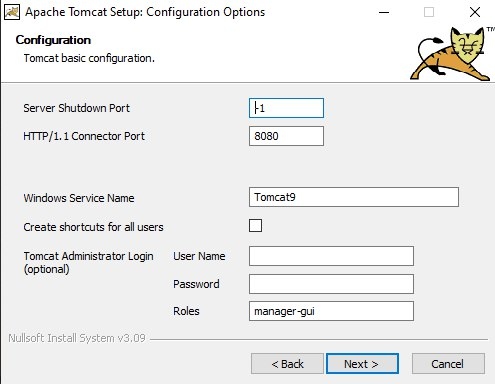 Apache Tomcat Setup: Configuration Options
Configuration
Tomcat basic configuration.
TM
Server Shutdown Port
-1
HTTP/1.1 Connector Port
8080
Windows Service Name
Tomcat9
Create shortcuts for all users
Tomcat Administrator Login
(optional)
User Name
Password
Roles
manager-gui
Nullsoft Install System v3.09
< Back
Next >
Cancel